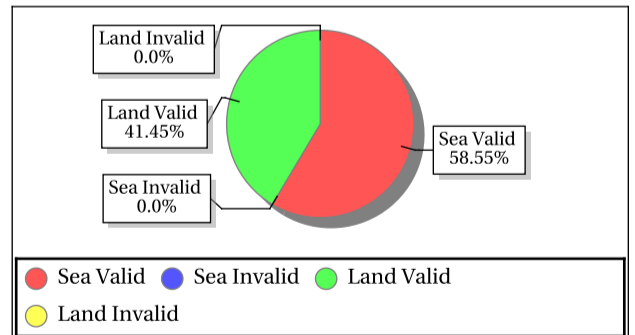 Land Invalid
0.0%
Land Valid
41.45%
Sea Valid
58.55%
Sea Invalid
0.0%
Sea Valid Sea Invalid Land Valid
Land Invalid